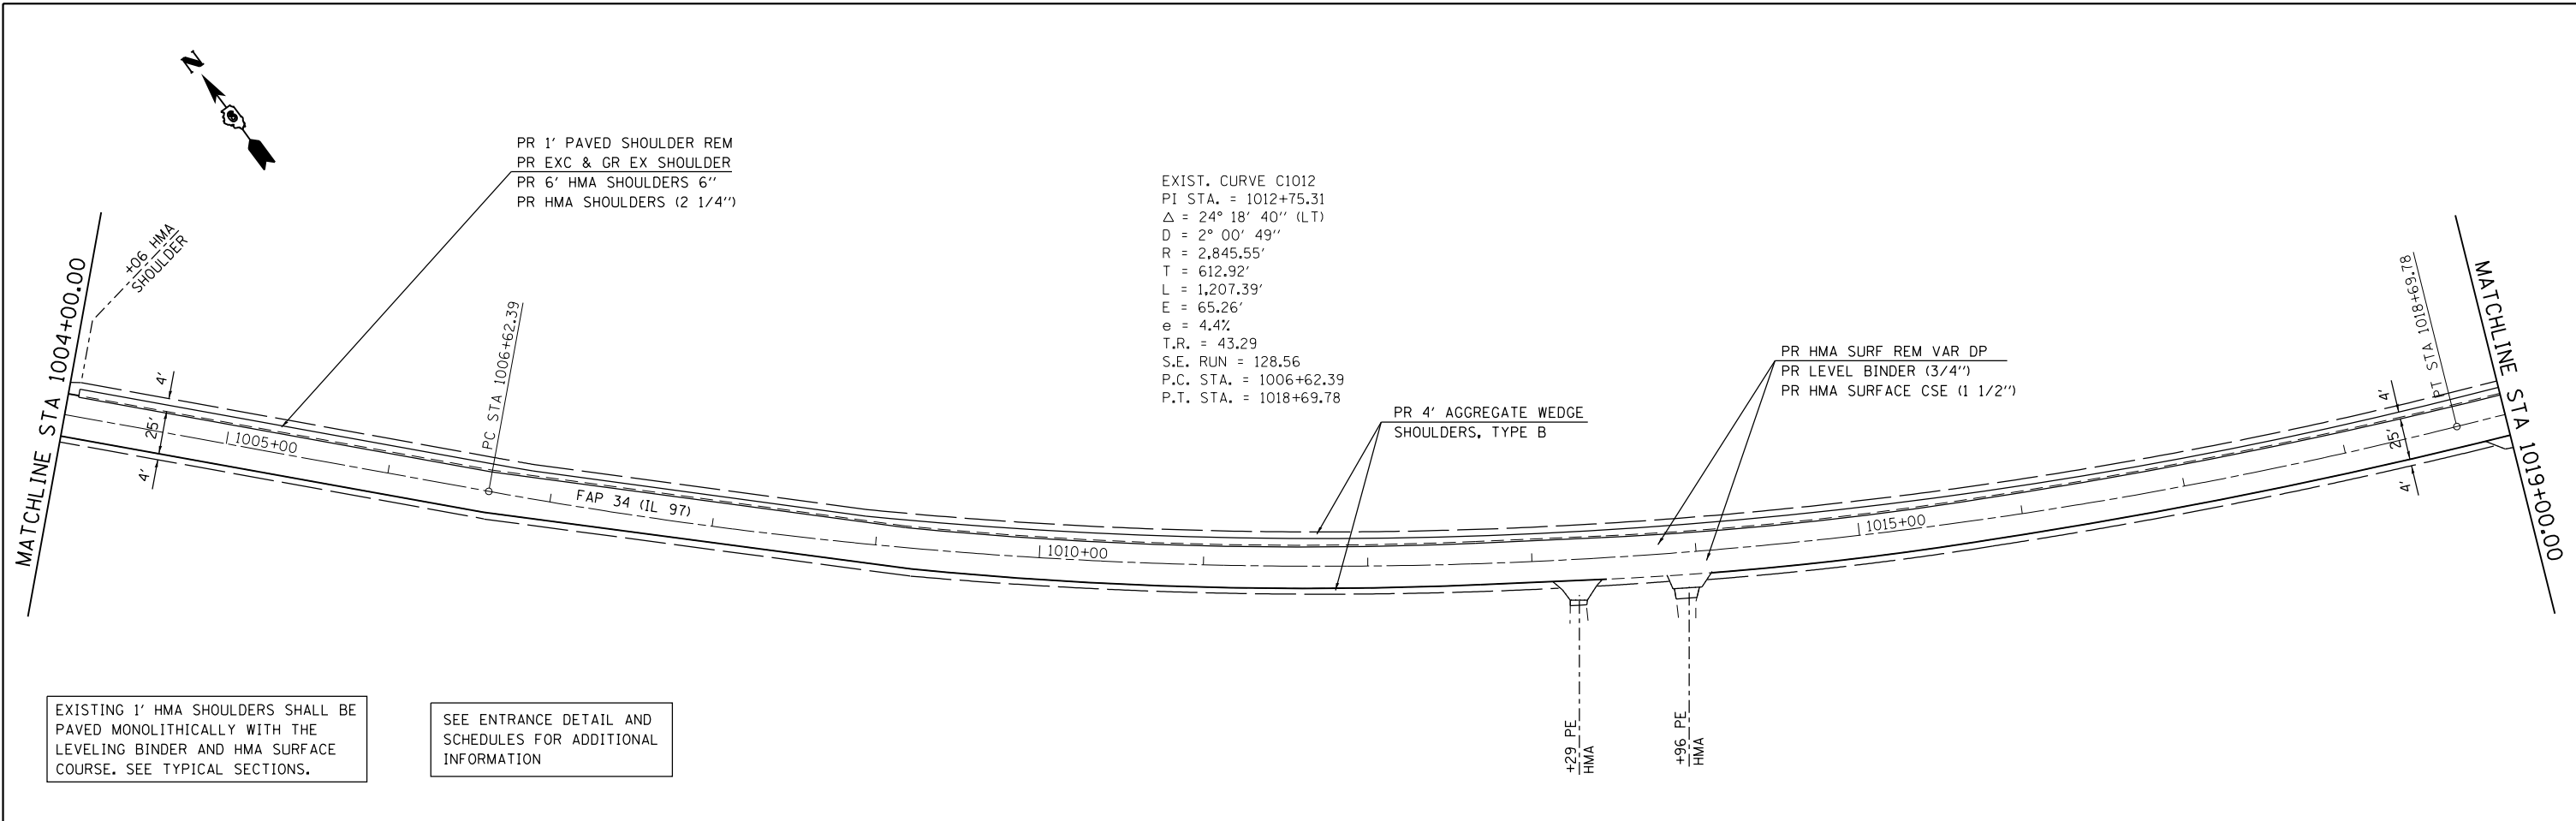 N
6
PR 1' PAVED SHOULDER REM
PR EXC & GR EX SHOULDER
PR 6' HMA SHOULDERS 6"
PR HMA SHOULDERS (2 1/4")
EXIST. CURVE C1012
PI STA. = 1012+75.31
△ = 24° 18' 40" (LT)
D = 2° 00' 49"
R = 2,845.55'
T = 612.92'
L = 1,207.39'
E = 65.26'
e = 4.4%
T.R. = 43.29
S.E. RUN = 128.56
P.C. STA. = 1006+62.39
P.T. STA. = 1018+69.78
MATCHLINE STA 1004+00.00
+06 HMA
SHOULDER
4'
25'
4'
1005+00
PC STA 1006+62.39
FAP 34 (IL 97)
1010+00
PR 4' AGGREGATE WEDGE
SHOULDERS, TYPE B
PR HMA SURF REM VAR DP
PR LEVEL BINDER (3/4")
PR HMA SURFACE CSE (1 1/2")
1015+00
4'
25'
4'
PT STA 1018+69.78
MATCHLINE STA 1019+00.00
+29 PE
HMA
+96 PE
HMA
EXISTING 1' HMA SHOULDERS SHALL BE
PAVED MONOLITHICALLY WITH THE
LEVELING BINDER AND HMA SURFACE
COURSE. SEE TYPICAL SECTIONS.
SEE ENTRANCE DETAIL AND
SCHEDULES FOR ADDITIONAL
INFORMATION